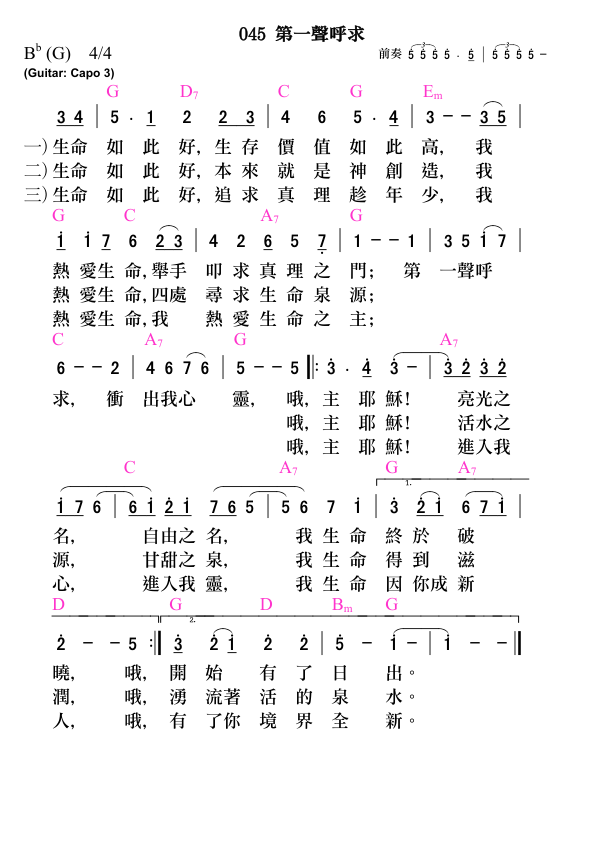 045 第一聲呼求
B♭ (G) 4/4
前奏 5 5 5 5 . 5 | 5 5 5 5 -
(Guitar: Capo 3)
G D7 C G Em
3 4 | 5 . 1 2 2 3 | 4 6 5 . 4 | 3 - - 3 5 |
一)生命 如 此 好, 生 存 價 值 如 此 高, 我
二)生命 如 此 好, 本 來 就 是 神 創 造, 我
三)生命 如 此 好, 追 求 真 理 趁 年 少, 我
G C A7 G
1 1 7 6 2 3 | 4 2 6 5 7 | 1 - - 1 | 3 5 1 7 |
熱 愛生 命, 舉手 叩 求 真 理 之 門; 第 一聲呼
熱 愛生 命, 四處 尋 求 生 命 泉 源;
熱 愛生 命, 我 熱 愛 生 命 之 主;
C A7 G A7
6 - - 2 | 4 6 7 6 | 5 - - 5 ‖: 3 . 4 3 - | 3 2 3 2
求, 衝 出我心 靈, 哦, 主 耶 穌! 亮光之
哦, 主 耶 穌! 活水之
哦, 主 耶 穌! 進入我
C A7 G A7
1.
1 7 6 | 6 1 2 1 | 7 6 5 | 5 6 7 1 | 3 2 1 6 7 1 |
名, 自由之 名, 我 生 命 終 於 破
源, 甘甜之 泉, 我 生 命 得 到 滋
心, 進入我 靈, 我 生 命 因 你成 新
D G D Bm G
2.
2 - - 5 :‖ 3 2 1 2 2 | 5 - 1 - | 1 - - ‖
曉, 哦, 開 始 有 了 日 出。
潤, 哦, 湧 流著 活 的 泉 水。
人, 哦, 有 了你 境 界 全 新。